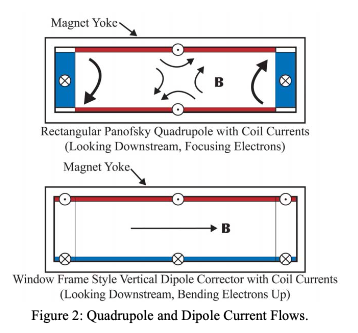 Magnet Yoke
B
Rectangular Panofsky Quadrupole with Coil Currents
(Looking Downstream, Focusing Electrons)
Magnet Yoke
B
Window Frame Style Vertical Dipole Corrector with Coil Currents
(Looking Downstream, Bending Electrons Up)
Figure 2: Quadrupole and Dipole Current Flows.